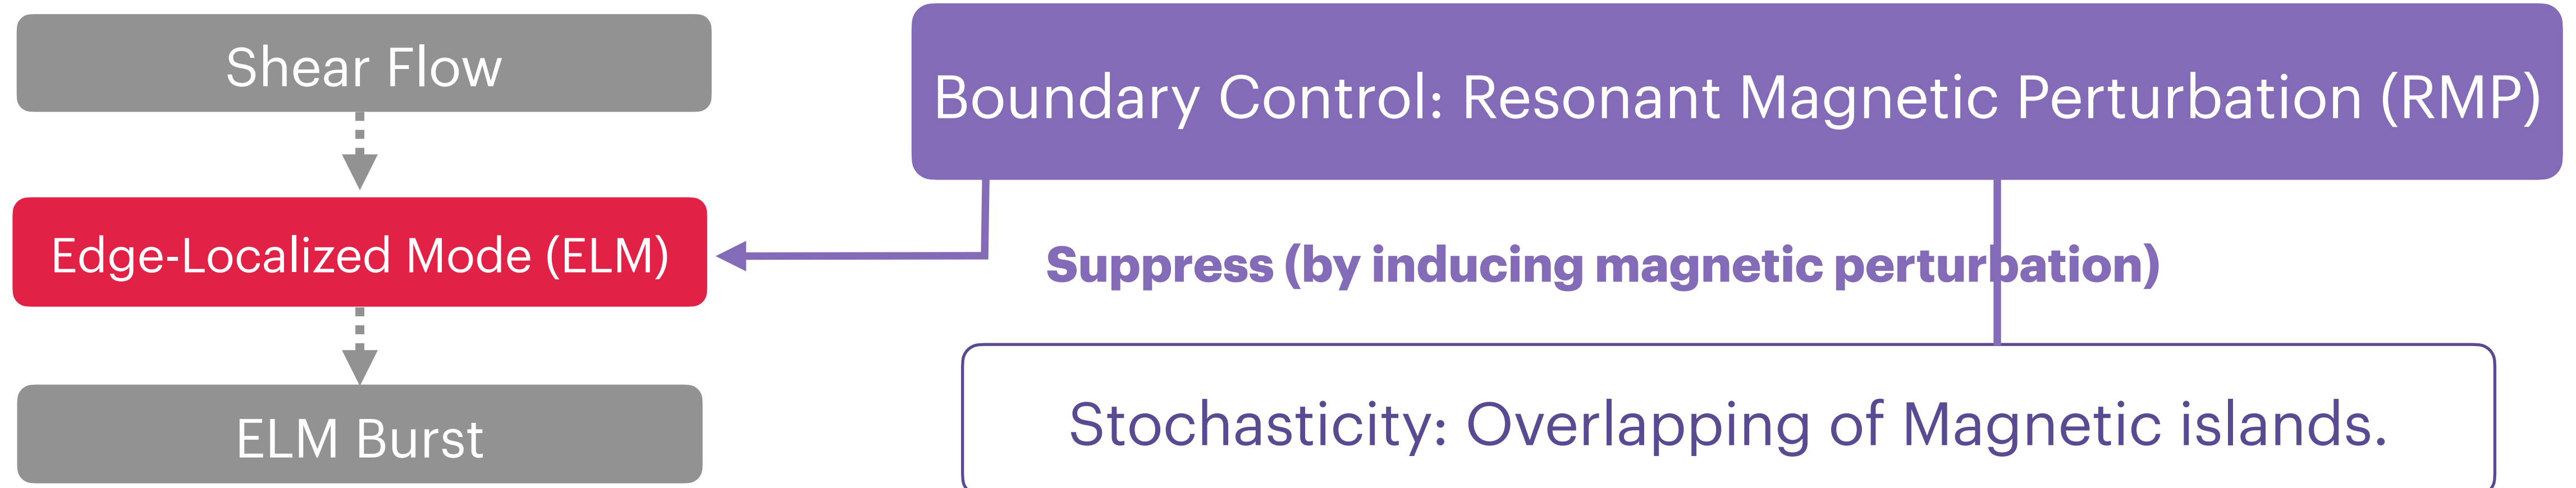 Shear Flow
Boundary Control: Resonant Magnetic Perturbation (RMP)
Edge-Localized Mode (ELM)
Suppress (by inducing magnetic perturbation)
ELM Burst
Stochasticity: Overlapping of Magnetic islands.